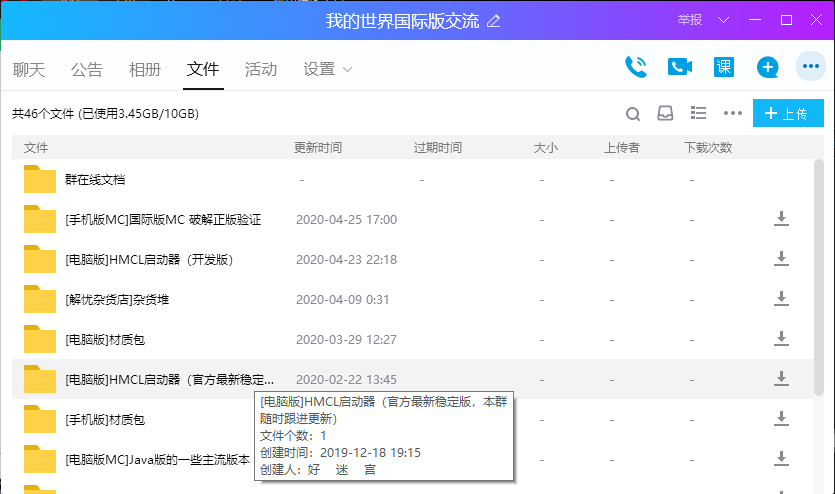 我的世界国际版交流
举报
聊天 公告 相册 文件 活动 设置
课
共46个文件 (已使用3.45GB/10GB)
上传
文件 更新时间 过期时间 大小 上传者 下载次数
群在线文档 - - - - -
[手机版MC]国际版MC 破解正版验证 2020-04-25 17:00 - - -
[电脑版]HMCL启动器（开发版） 2020-04-23 22:18 - - -
[解忧杂货店]杂货堆 2020-04-09 0:31 - - -
[电脑版]材质包 2020-03-29 12:27 - - -
[电脑版]HMCL启动器（官方最新稳定... 2020-02-22 13:45 - - -
[手机版]材质包 - - -
[电脑版MC]Java版的一些主流版本 - - -
[电脑版]HMCL启动器（官方最新稳定版，本群
随时跟进更新）
文件个数：1
创建时间：2019-12-18 19:15
创建人：好 迷 宫